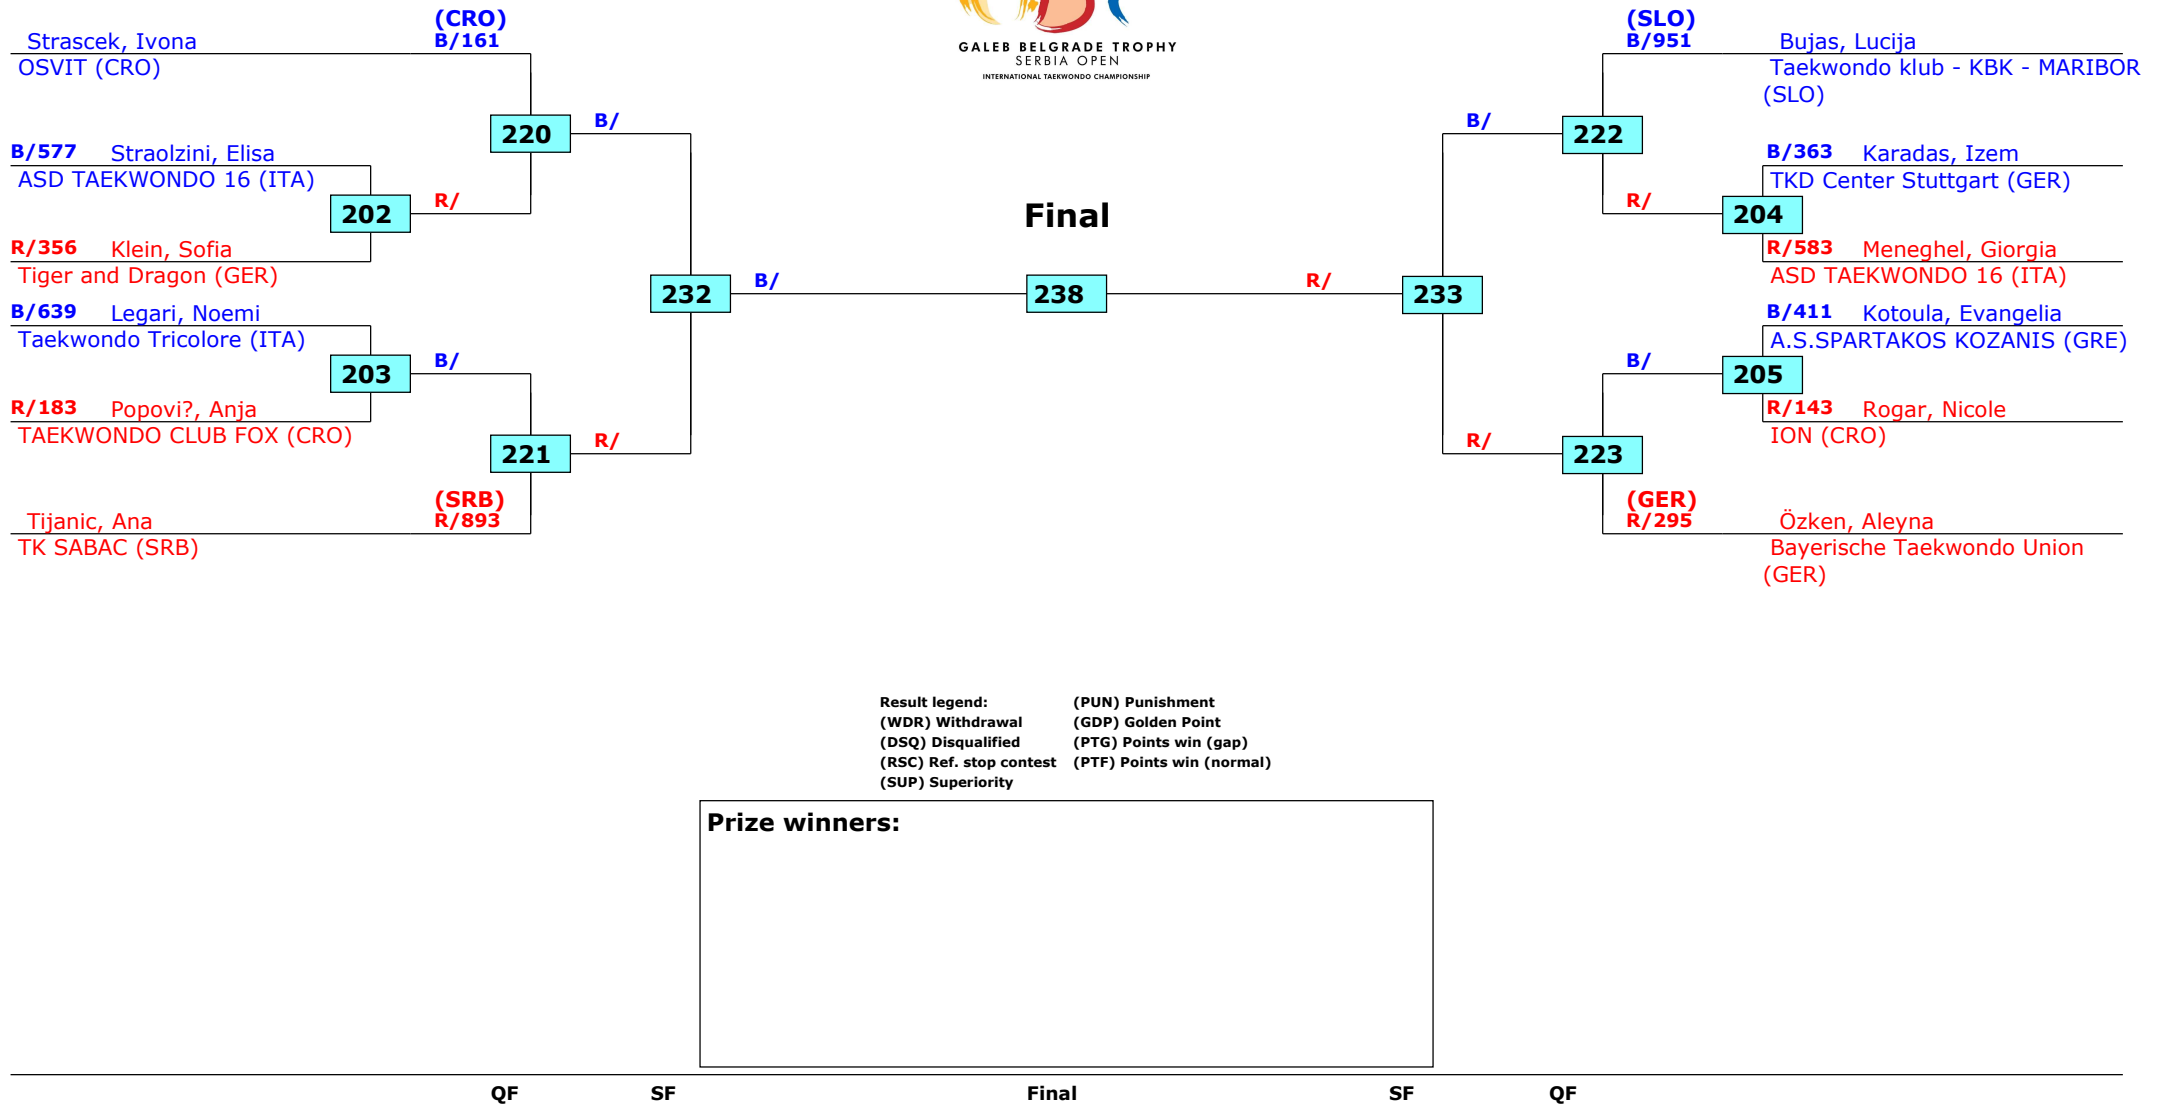 (CRO)
Strascek, Ivona B/161
OSVIT (CRO)
220
B/
B/577 Straolzini, Elisa
ASD TAEKWONDO 16 (ITA)
202
R/
R/356 Klein, Sofia
Tiger and Dragon (GER)
232
B/
B/639 Legari, Noemi
Taekwondo Tricolore (ITA)
203
B/
R/183 Popovi?, Anja
TAEKWONDO CLUB FOX (CRO)
221
R/
(SRB)
Tijanic, Ana R/893
TK SABAC (SRB)
GALEB BELGRADE TROPHY
SERBIA OPEN
INTERNATIONAL TAEKWONDO CHAMPIONSHIP
Final
238
(SLO)
B/951 Bujas, Lucija
Taekwondo klub - KBK - MARIBOR
(SLO)
B/
222
B/363 Karadas, Izem
TKD Center Stuttgart (GER)
R/
204
R/583 Meneghel, Giorgia
ASD TAEKWONDO 16 (ITA)
R/
233
B/411 Kotoula, Evangelia
A.S.SPARTAKOS KOZANIS (GRE)
B/
205
R/143 Rogar, Nicole
ION (CRO)
R/
223
(GER)
R/295 Özken, Aleyna
Bayerische Taekwondo Union
(GER)
Result legend: (PUN) Punishment
(WDR) Withdrawal (GDP) Golden Point
(DSQ) Disqualified (PTG) Points win (gap)
(RSC) Ref. stop contest (PTF) Points win (normal)
(SUP) Superiority
Prize winners:
QF SF Final SF QF